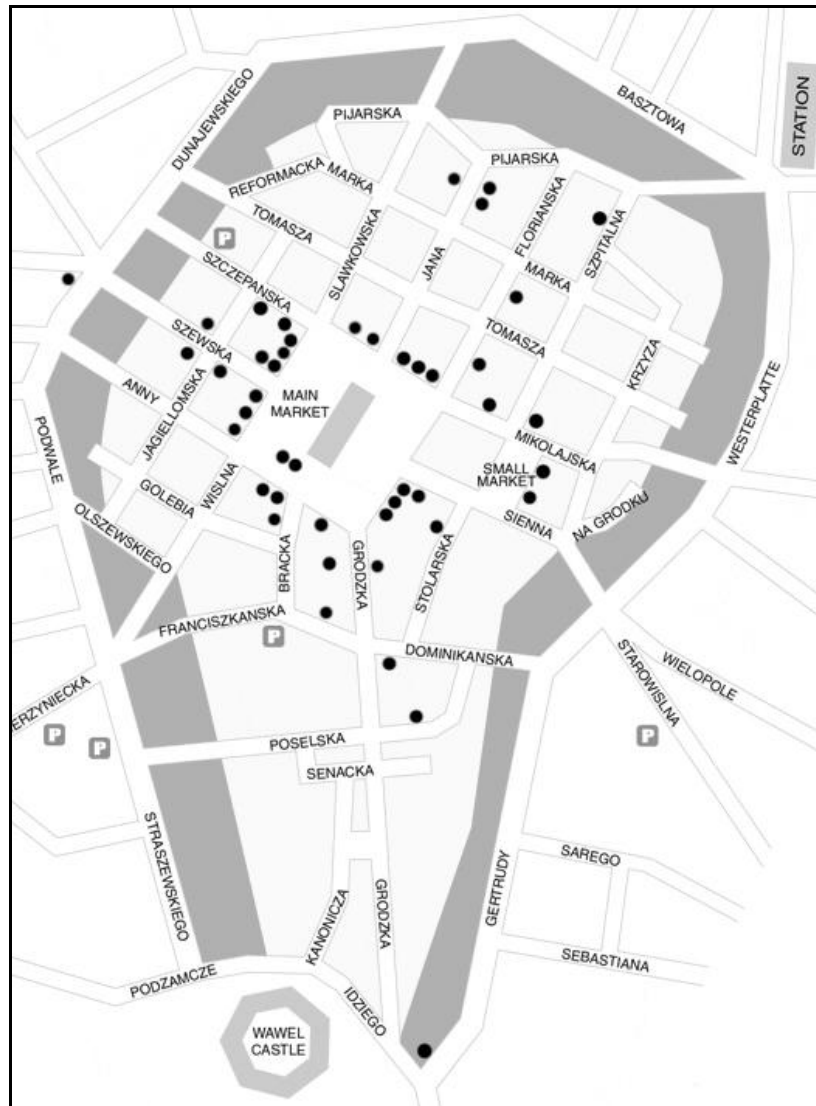 BASZTOWA
STATION
DUNAJEWSKIEGO
PIJARSKA
PIJARSKA
REFORMACKA
MARKA
FLORIANSKA
SZPITALNA
TOMASZA
SLAWKOWSKA
JANA
MARKA
SZCZEPANSKA
P
SZEWSKA
TOMASZA
KRZYZA
ANNY
JAGIELLOMSKA
MAIN
MARKET
WESTERPLATTE
PODWALE
MIKOLAJSKA
SMALL
MARKET
WISLNA
GOLEBIA
SIENNA
NA GRODKU
OLSZEWSKIEGO
BRACKA
GRODZKA
STOLARSKA
FRANCISZKANSKA
P
DOMINIKANSKA
STAROWISLNA
WIELOPOLE
ERZYNIECKA
P
P
P
POSELSKA
SENACKA
STRASZEWSKIEGO
SAREGO
GERTRUDY
KANONICZA
GRODZKA
SEBASTIANA
PODZAMCZE
IDZIEGO
WAWEL
CASTLE